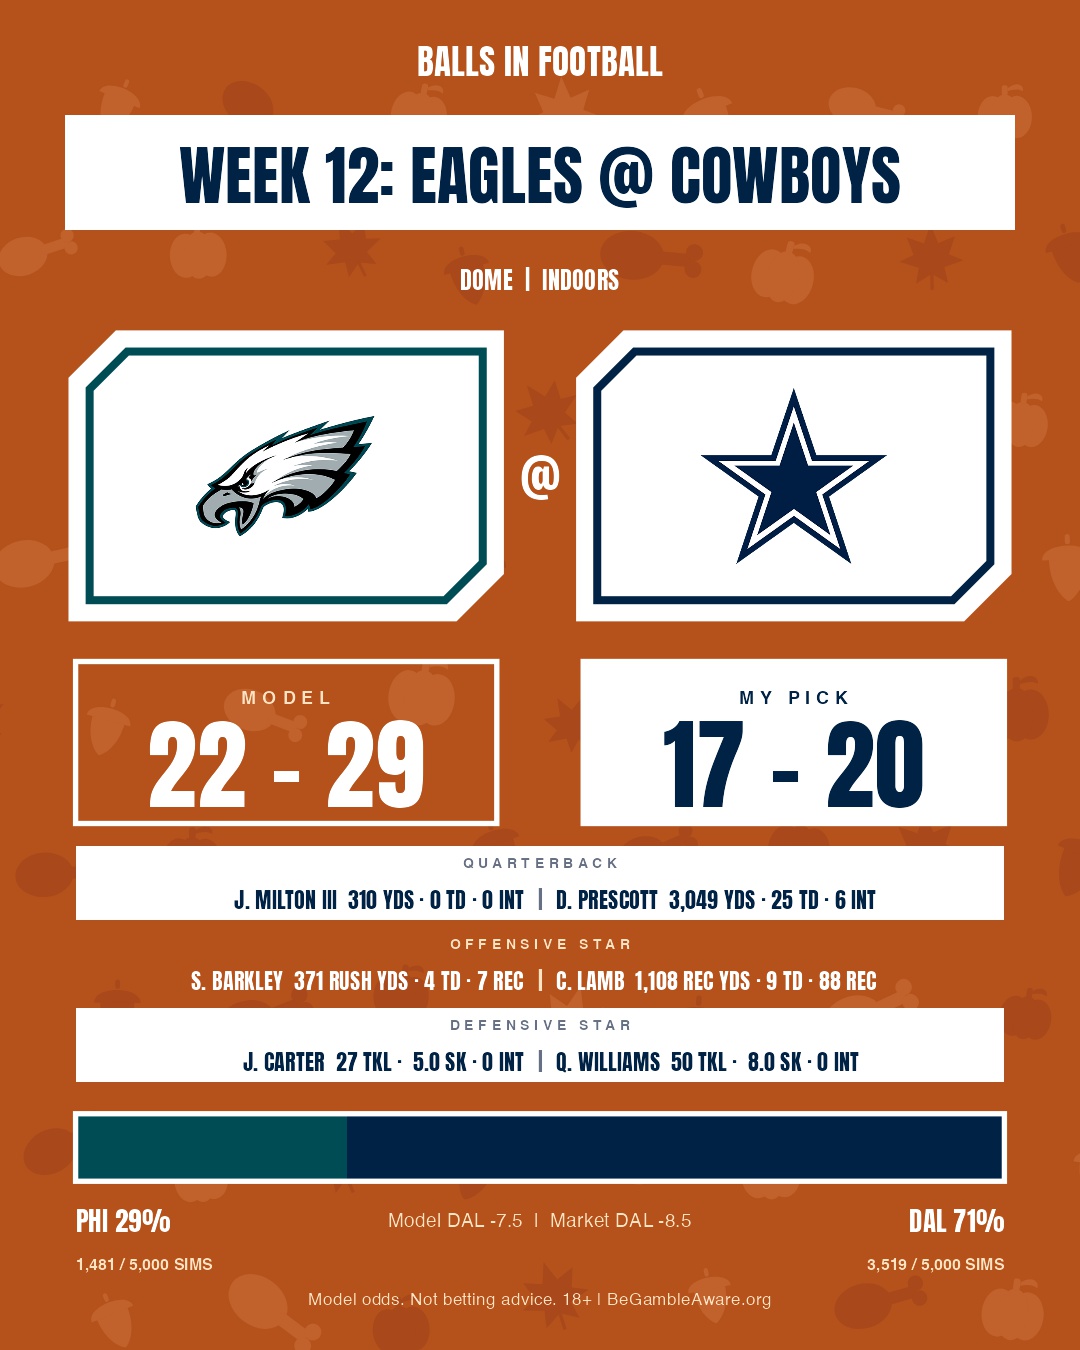 BALLS IN FOOTBALL
WEEK 12: EAGLES @ COWBOYS
DOME | INDOORS
@
MODEL
22 - 29
MY PICK
17 - 20
QUARTERBACK
J. MILTON III 310 YDS · 0 TD · 0 INT | D. PRESCOTT 3,049 YDS · 25 TD · 6 INT
OFFENSIVE STAR
S. BARKLEY 371 RUSH YDS · 4 TD · 7 REC | C. LAMB 1,108 REC YDS · 9 TD · 88 REC
DEFENSIVE STAR
J. CARTER 27 TKL · 5.0 SK · 0 INT | Q. WILLIAMS 50 TKL · 8.0 SK · 0 INT
PHI 29% Model DAL -7.5 | Market DAL -8.5 DAL 71%
1,481 / 5,000 SIMS 3,519 / 5,000 SIMS
Model odds. Not betting advice. 18+ | BeGambleAware.org